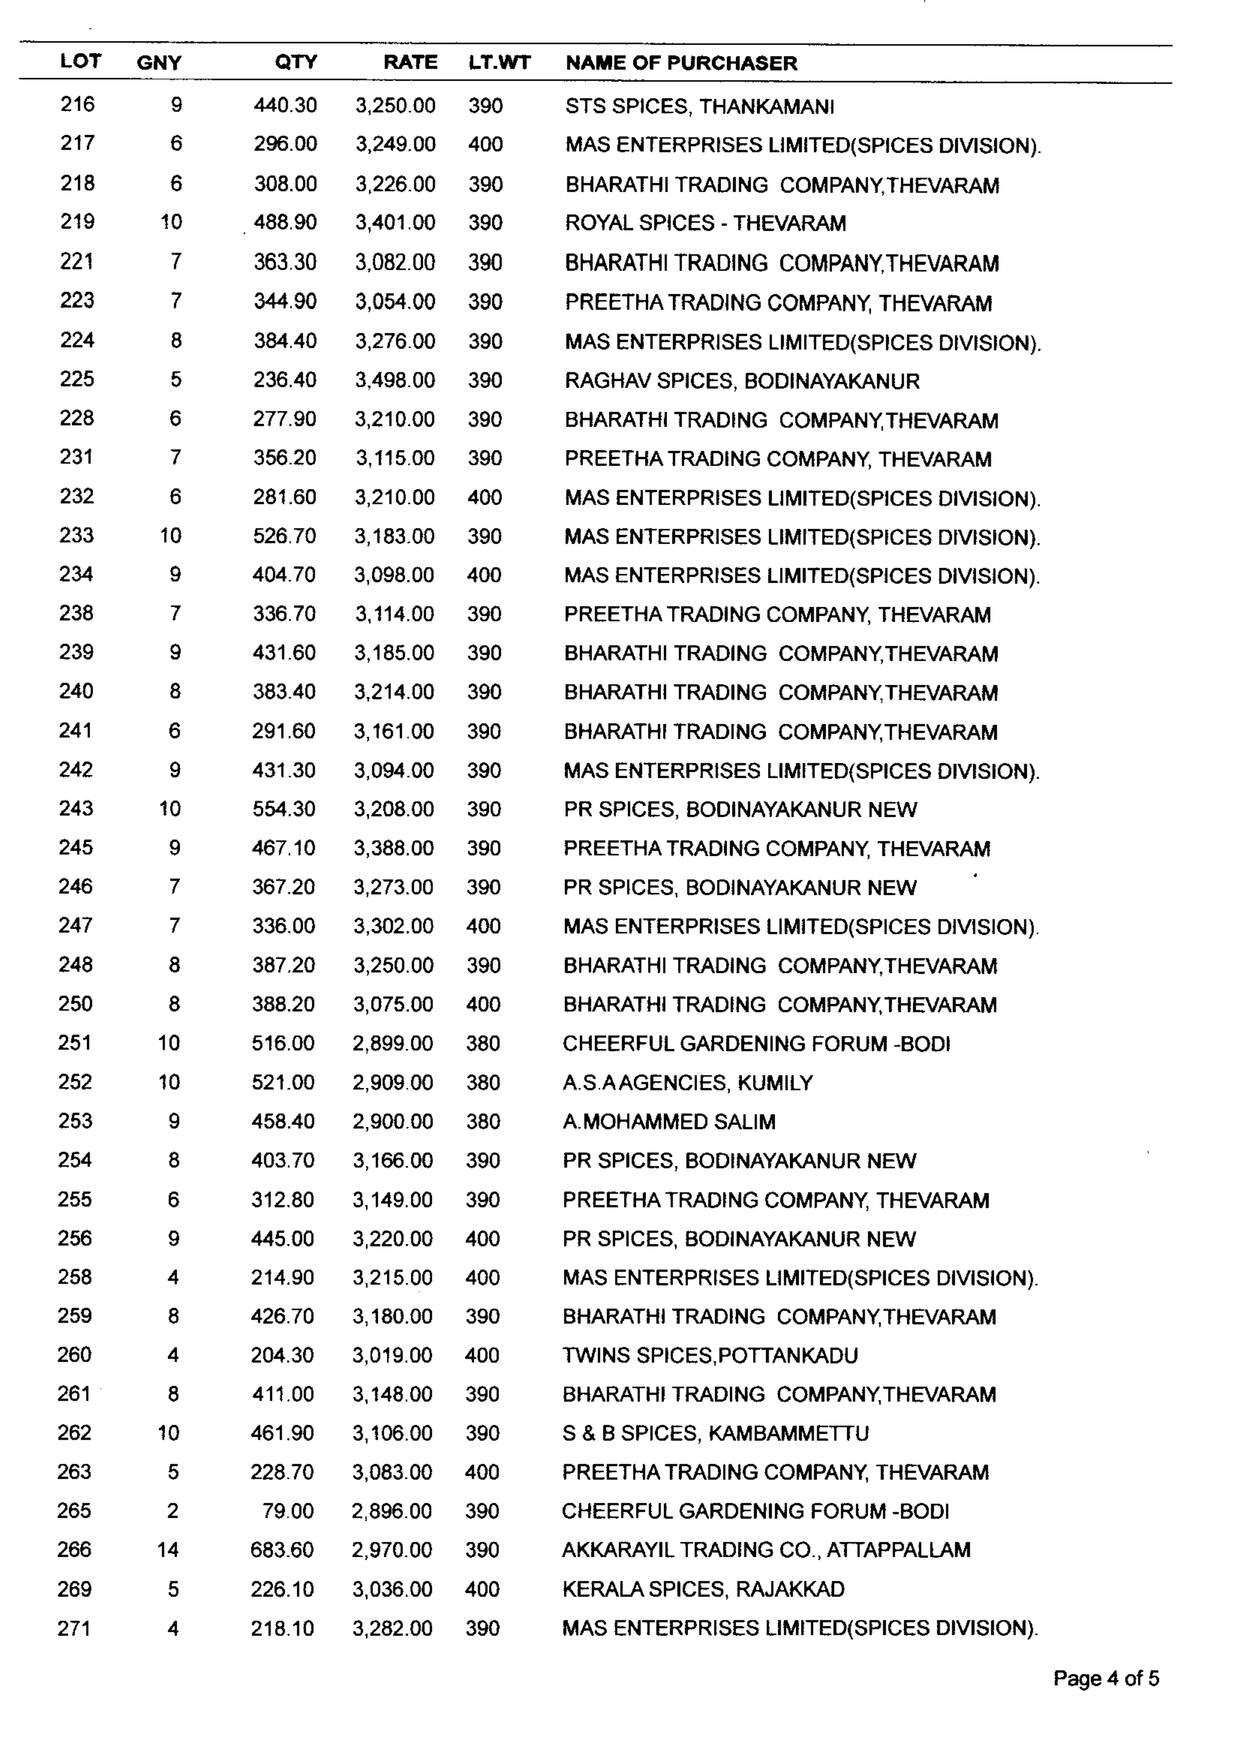 LOT GNY QTY RATE LT.WT NAME OF PURCHASER
216 9 440.30 3,250.00 390 STS SPICES, THANKAMANI
217 6 296.00 3,249.00 400 MAS ENTERPRISES LIMITED(SPICES DIVISION).
218 6 308.00 3,226.00 390 BHARATHI TRADING COMPANY,THEVARAM
219 10 488.90 3,401.00 390 ROYAL SPICES - THEVARAM
221 7 363.30 3,082.00 390 BHARATHI TRADING COMPANY,THEVARAM
223 7 344.90 3,054.00 390 PREETHA TRADING COMPANY, THEVARAM
224 8 384.40 3,276.00 390 MAS ENTERPRISES LIMITED(SPICES DIVISION).
225 5 236.40 3,498.00 390 RAGHAV SPICES, BODINAYAKANUR
228 6 277.90 3,210.00 390 BHARATHI TRADING COMPANY,THEVARAM
231 7 356.20 3,115.00 390 PREETHA TRADING COMPANY, THEVARAM
232 6 281.60 3,210.00 400 MAS ENTERPRISES LIMITED(SPICES DIVISION).
233 10 526.70 3,183.00 390 MAS ENTERPRISES LIMITED(SPICES DIVISION).
234 9 404.70 3,098.00 400 MAS ENTERPRISES LIMITED(SPICES DIVISION).
238 7 336.70 3,114.00 390 PREETHA TRADING COMPANY, THEVARAM
239 9 431.60 3,185.00 390 BHARATHI TRADING COMPANY,THEVARAM
240 8 383.40 3,214.00 390 BHARATHI TRADING COMPANY,THEVARAM
241 6 291.60 3,161.00 390 BHARATHI TRADING COMPANY,THEVARAM
242 9 431.30 3,094.00 390 MAS ENTERPRISES LIMITED(SPICES DIVISION).
243 10 554.30 3,208.00 390 PR SPICES, BODINAYAKANUR NEW
245 9 467.10 3,388.00 390 PREETHA TRADING COMPANY, THEVARAM
246 7 367.20 3,273.00 390 PR SPICES, BODINAYAKANUR NEW
247 7 336.00 3,302.00 400 MAS ENTERPRISES LIMITED(SPICES DIVISION).
248 8 387.20 3,250.00 390 BHARATHI TRADING COMPANY,THEVARAM
250 8 388.20 3,075.00 400 BHARATHI TRADING COMPANY,THEVARAM
251 10 516.00 2,899.00 380 CHEERFUL GARDENING FORUM -BODI
252 10 521.00 2,909.00 380 A.S.A AGENCIES, KUMILY
253 9 458.40 2,900.00 380 A.MOHAMMED SALIM
254 8 403.70 3,166.00 390 PR SPICES, BODINAYAKANUR NEW
255 6 312.80 3,149.00 390 PREETHA TRADING COMPANY, THEVARAM
256 9 445.00 3,220.00 400 PR SPICES, BODINAYAKANUR NEW
258 4 214.90 3,215.00 400 MAS ENTERPRISES LIMITED(SPICES DIVISION).
259 8 426.70 3,180.00 390 BHARATHI TRADING COMPANY,THEVARAM
260 4 204.30 3,019.00 400 TWINS SPICES,POTTANKADU
261 8 411.00 3,148.00 390 BHARATHI TRADING COMPANY,THEVARAM
262 10 461.90 3,106.00 390 S & B SPICES, KAMBAMMETTU
263 5 228.70 3,083.00 400 PREETHA TRADING COMPANY, THEVARAM
265 2 79.00 2,896.00 390 CHEERFUL GARDENING FORUM -BODI
266 14 683.60 2,970.00 390 AKKARAYIL TRADING CO., ATTAPPALLAM
269 5 226.10 3,036.00 400 KERALA SPICES, RAJAKKAD
271 4 218.10 3,282.00 390 MAS ENTERPRISES LIMITED(SPICES DIVISION).
Page 4 of 5